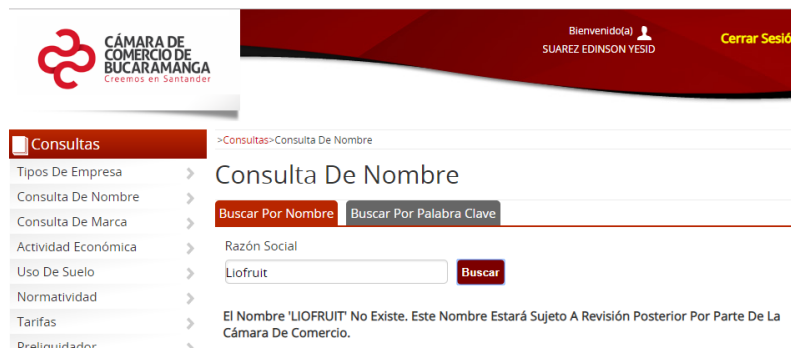 CÁMARA DE
COMERCIO DE
BUCARAMANGA
Creemos en Santander
Bienvenido(a)
SUAREZ EDINSON YESID
Cerrar Sesió
Consultas
Tipos De Empresa
Consulta De Nombre
Consulta De Marca
Actividad Económica
Uso De Suelo
Normatividad
Tarifas
Preliquidador
>Consultas>Consulta De Nombre
Consulta De Nombre
Buscar Por Nombre Buscar Por Palabra Clave
Razón Social
Liofruit Buscar
El Nombre 'LIOFRUIT' No Existe. Este Nombre Estará Sujeto A Revisión Posterior Por Parte De La
Cámara De Comercio.